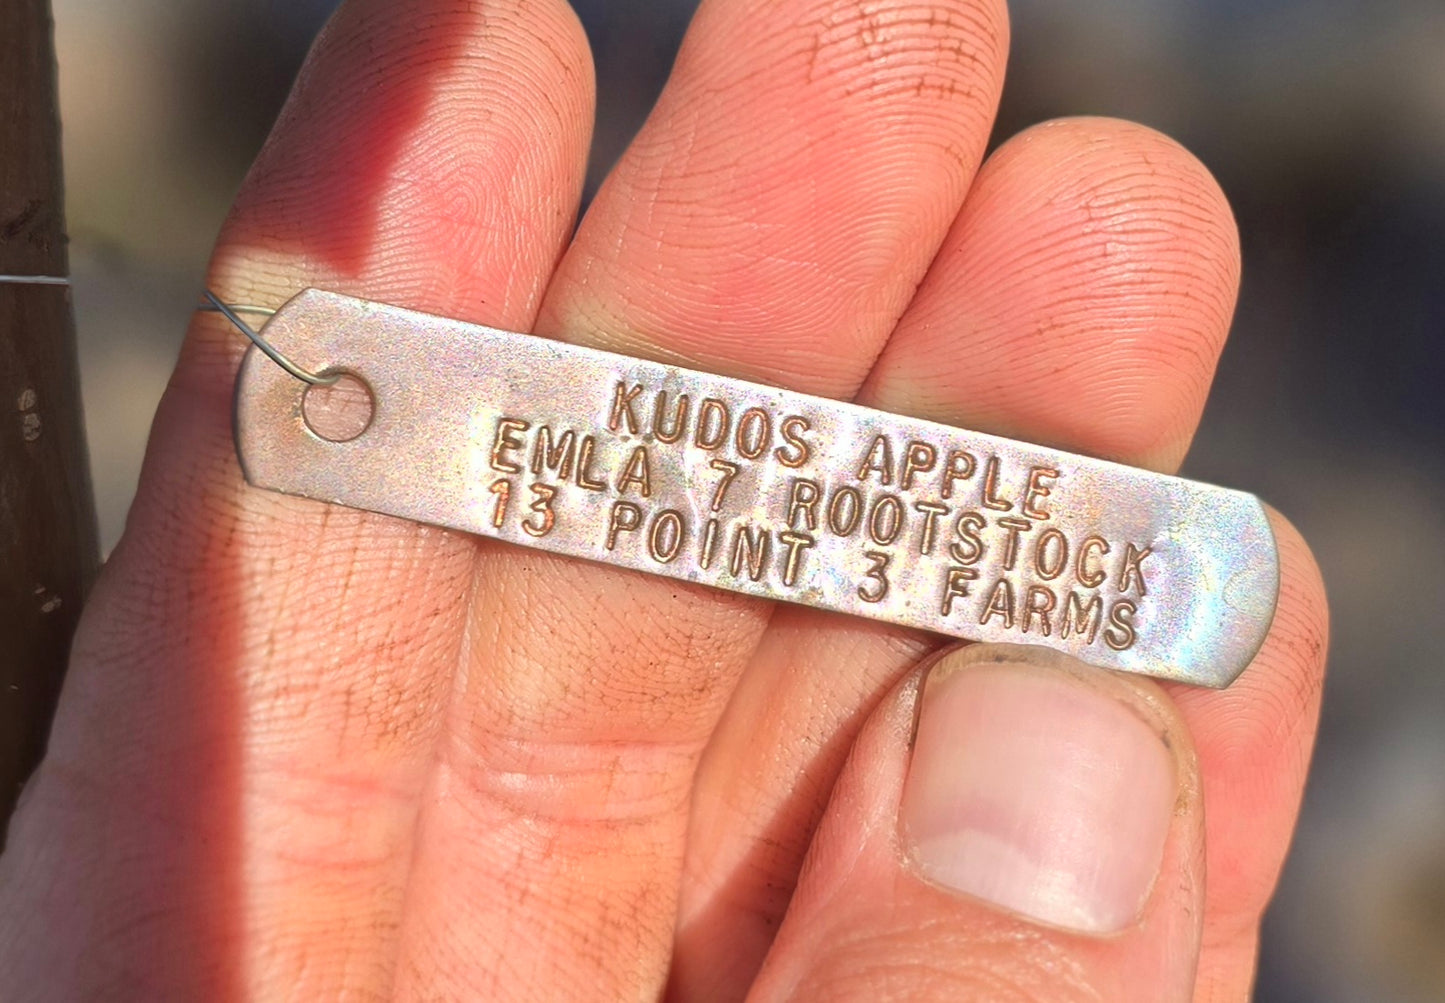 KUDOS APPLE
EMLA 7 ROOTSTOCK
13 POINT 3 FARMS